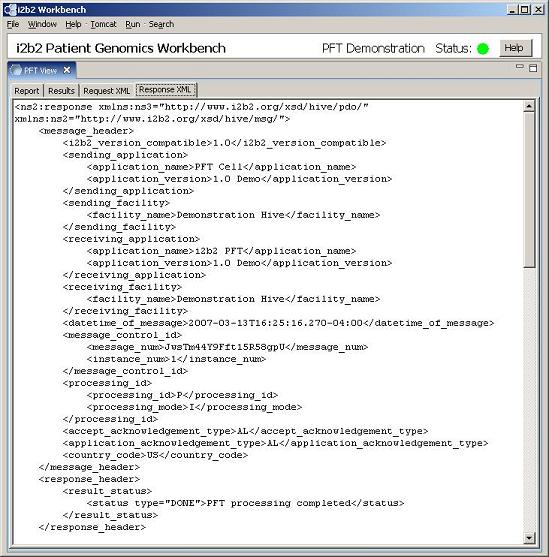 i2b2 Workbench
File Window Help Tomcat Run Search
i2b2 Patient Genomics Workbench PFT Demonstration Status: Help
PFT View
Report Results Request XML Response XML
<ns2:response xmlns:ns3="http://www.i2b2.org/xsd/hive/pdo/"
xmlns:ns2="http://www.i2b2.org/xsd/hive/msg/">
<message_header>
<i2b2_version_compatible>1.0</i2b2_version_compatible>
<sending_application>
<application_name>PFT Cell</application_name>
<application_version>1.0 Demo</application_version>
</sending_application>
<sending_facility>
<facility_name>Demonstration Hive</facility_name>
</sending_facility>
<receiving_application>
<application_name>i2b2 PFT</application_name>
<application_version>1.0 Demo</application_version>
</receiving_application>
<receiving_facility>
<facility_name>Demonstration Hive</facility_name>
</receiving_facility>
<datetime_of_message>2007-03-13T16:25:16.270-04:00</datetime_of_message>
<message_control_id>
<message_num>JwsTm44Y9Fft15R58gpU</message_num>
<instance_num>1</instance_num>
</message_control_id>
<processing_id>
<processing_id>P</processing_id>
<processing_mode>I</processing_mode>
</processing_id>
<accept_acknowledgement_type>AL</accept_acknowledgement_type>
<application_acknowledgement_type>AL</application_acknowledgement_type>
<country_code>US</country_code>
</message_header>
<response_header>
<result_status>
<status type="DONE">PFT processing completed</status>
</result_status>
</response_header>